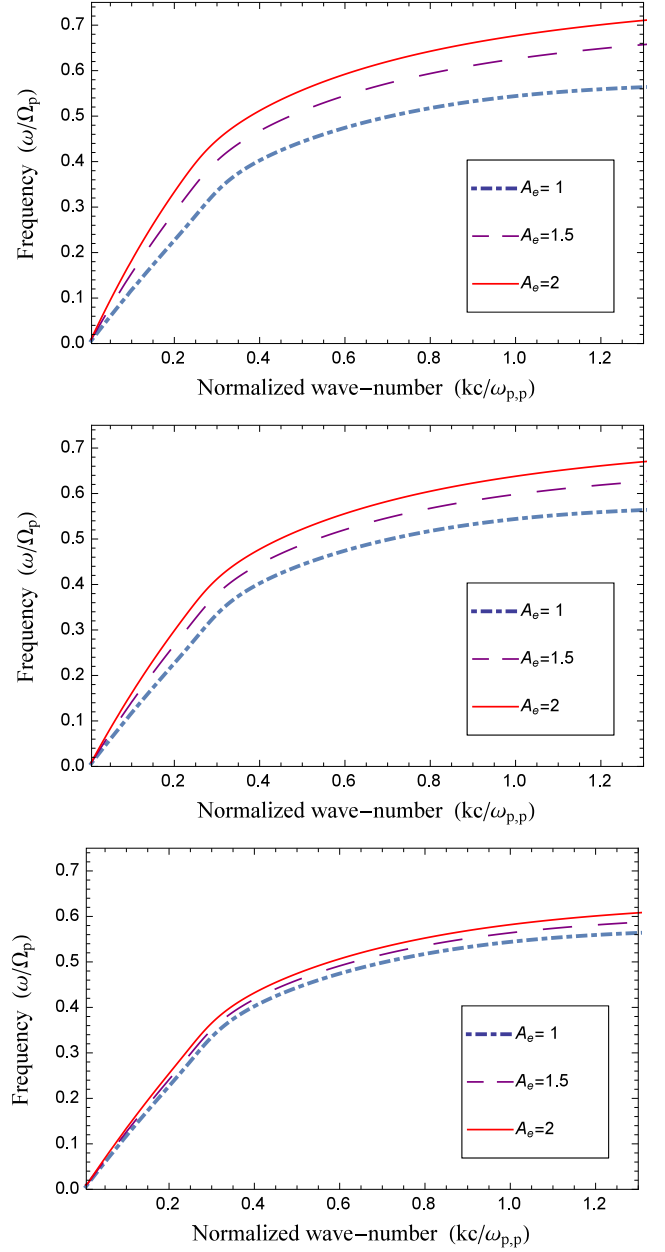 0.7
0.6
0.5
0.4
0.3
0.2
0.1
0.0
Frequency (ω/Ωp)
Ae= 1
Ae=1.5
Ae=2
0.2 0.4 0.6 0.8 1.0 1.2
Normalized wave−number (kc/ωp,p)
0.7
0.6
0.5
0.4
0.3
0.2
0.1
0.0
Frequency (ω/Ωp)
Ae= 1
Ae=1.5
Ae=2
0.2 0.4 0.6 0.8 1.0 1.2
Normalized wave−number (kc/ωp,p)
0.7
0.6
0.5
0.4
0.3
0.2
0.1
0.0
Frequency (ω/Ωp)
Ae= 1
Ae=1.5
Ae=2
0.2 0.4 0.6 0.8 1.0 1.2
Normalized wave−number (kc/ωp,p)